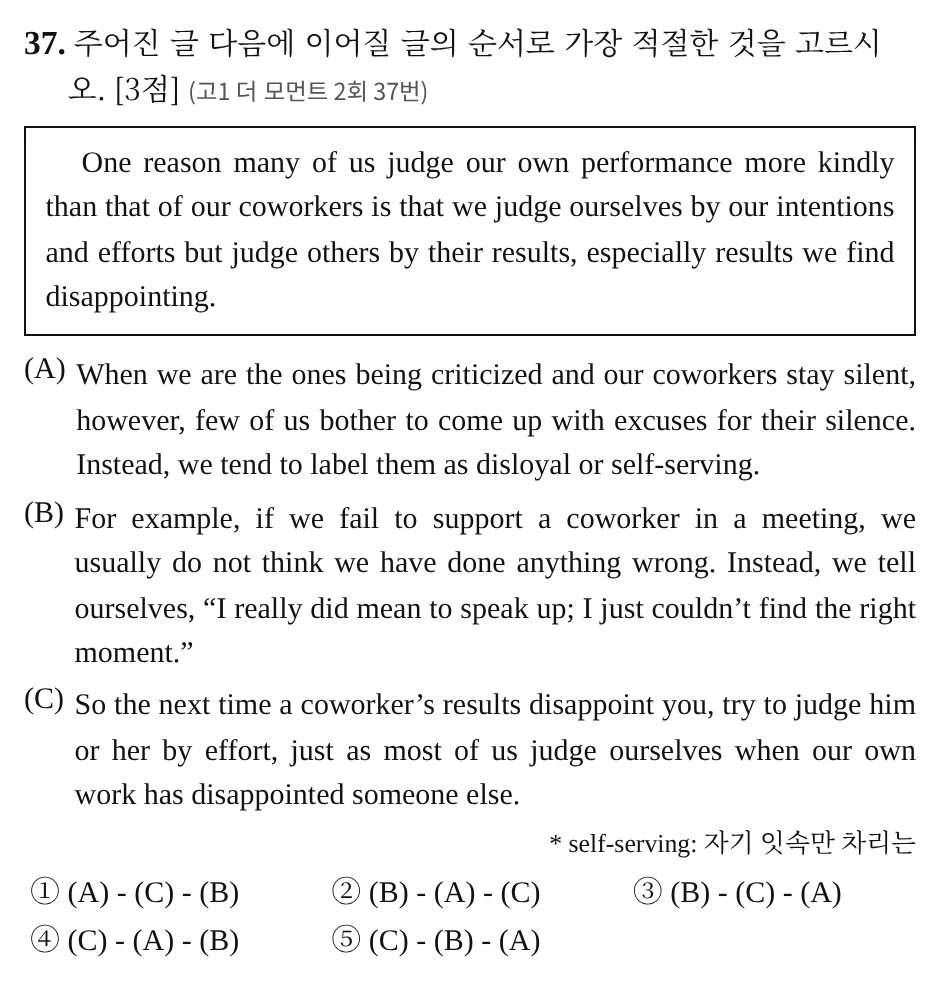 37. 주어진 글 다음에 이어질 글의 순서로 가장 적절한 것을 고르시
오. [3점] (고1 더 모먼트 2회 37번)
One reason many of us judge our own performance more kindly
than that of our coworkers is that we judge ourselves by our intentions
and efforts but judge others by their results, especially results we find
disappointing.
(A) When we are the ones being criticized and our coworkers stay silent,
however, few of us bother to come up with excuses for their silence.
Instead, we tend to label them as disloyal or self-serving.
(B) For example, if we fail to support a coworker in a meeting, we
usually do not think we have done anything wrong. Instead, we tell
ourselves, “I really did mean to speak up; I just couldn’t find the right
moment.”
(C) So the next time a coworker’s results disappoint you, try to judge him
or her by effort, just as most of us judge ourselves when our own
work has disappointed someone else.
* self-serving: 자기 잇속만 차리는
① (A) - (C) - (B) ② (B) - (A) - (C) ③ (B) - (C) - (A)
④ (C) - (A) - (B) ⑤ (C) - (B) - (A)